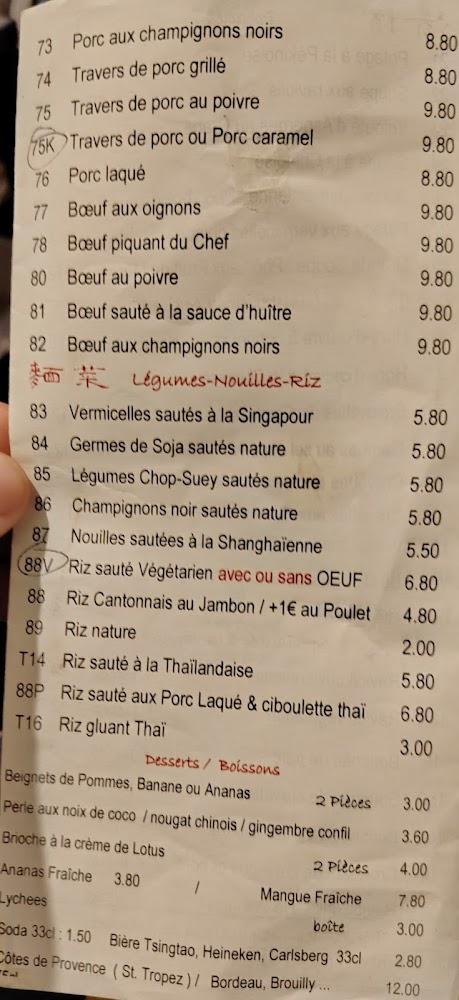 73 Porc aux champignons noirs 8.80
74 Travers de porc grillé 8.80
75 Travers de porc au poivre 9.80
75K Travers de porc ou Porc caramel 9.80
76 Porc laqué 8.80
77 Bœuf aux oignons 9.80
78 Bœuf piquant du Chef 9.80
80 Bœuf au poivre 9.80
81 Bœuf sauté à la sauce d'huître 9.80
82 Bœuf aux champignons noirs 9.80
麵 菜 Légumes-Nouilles-Riz
83 Vermicelles sautés à la Singapour 5.80
84 Germes de Soja sautés nature 5.80
85 Légumes Chop-Suey sautés nature 5.80
86 Champignons noir sautés nature 5.80
87 Nouilles sautées à la Shanghaïenne 5.50
88V Riz sauté Végétarien avec ou sans OEUF 6.80
88 Riz Cantonnais au Jambon / +1€ au Poulet 4.80
89 Riz nature 2.00
T14 Riz sauté à la Thaïlandaise 5.80
88P Riz sauté aux Porc Laqué & ciboulette thaï 6.80
T16 Riz gluant Thaï 3.00
Desserts / Boissons
Beignets de Pommes, Banane ou Ananas 2 Pièces 3.00
Perle aux noix de coco / nougat chinois / gingembre confil 3.60
Brioche à la crème de Lotus 2 Pièces 4.00
Ananas Fraîche 3.80 / Mangue Fraîche 7.80
Lychees boîte 3.00
Soda 33cl : 1.50 Bière Tsingtao, Heineken, Carlsberg 33cl 2.80
Côtes de Provence ( St. Tropez ) / Bordeau, Brouilly ... 12.00